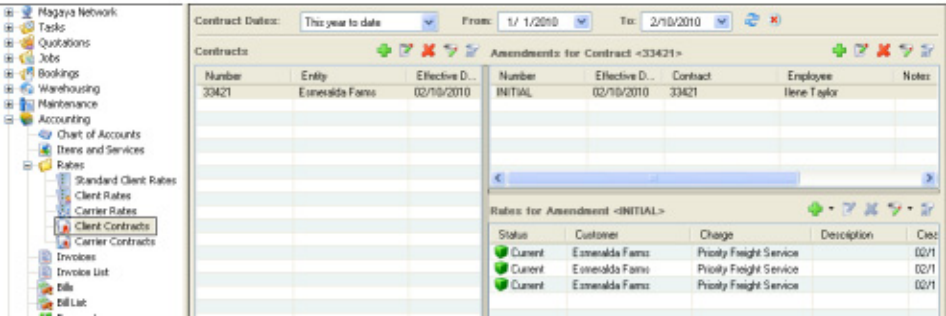 Magaya Network
Tasks
Quotations
Jobs
Bookings
Warehousing
Maintenance
Accounting
Chart of Accounts
Items and Services
Rates
Standard Client Rates
Client Rates
Carrier Rates
Client Contracts
Carrier Contracts
Invoices
Invoice List
Bills
Bill List
Contract Dates: This year to date From: 1/ 1/2010 To: 2/10/2010
Contracts
Number Entity Effective D...
33421 Esmeralda Farms 02/10/2010
Amendments for Contract <33421>
Number Effective D... Contract Employee Notes
INITIAL 02/10/2010 33421 Ilene Taylor
Rates for Amendment <INITIAL>
Status Customer Charge Description Crea
Current Esmeralda Farms Priority Freight Service 02/1
Current Esmeralda Farms Priority Freight Service 02/1
Current Esmeralda Farms Priority Freight Service 02/1